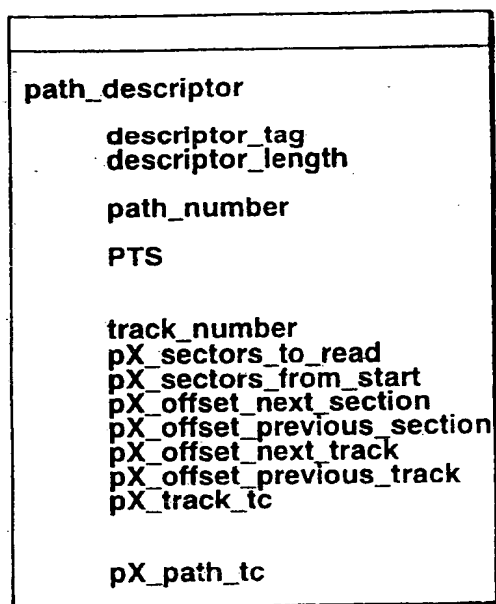 path_descriptor
descriptor_tag
descriptor_length
path_number
PTS
track_number
pX_sectors_to_read
pX_sectors_from_start
pX_offset_next_section
pX_offset_previous_section
pX_offset_next_track
pX_offset_previous_track
pX_track_tc
pX_path_tc